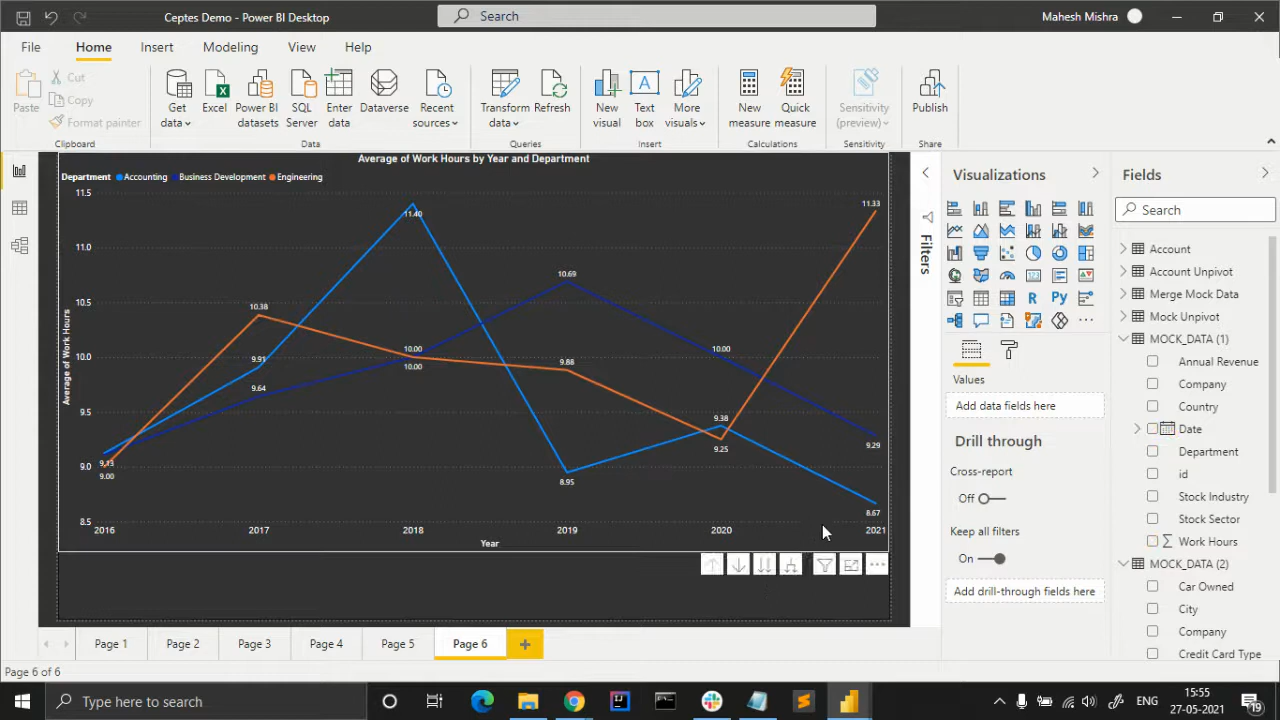 Ceptes Demo - Power BI Desktop
Search
Mahesh Mishra
File
Home
Insert
Modeling
View
Help
Paste
Cut
Copy
Format painter
Get data
Excel
Power BI datasets
SQL Server
Enter data
Dataverse
Recent sources
Transform data
Refresh
New visual
Text box
More visuals
New measure
Quick measure
Sensitivity (preview)
Publish
Clipboard
Data
Queries
Insert
Calculations
Sensitivity
Share
Average of Work Hours by Year and Department
Department Accounting Business Development Engineering
11.5
11.0
10.5
10.0
9.5
9.0
8.5
Average of Work Hours
11.33
11.40
10.69
10.38
10.00
10.00
10.00
9.91
9.88
9.64
9.38
9.25
9.29
9.13
9.00
8.95
8.67
2016
2017
2018
2019
2020
2021
Year
Filters
Visualizations
R
Py
123
Values
Add data fields here
Drill through
Cross-report
Off
Keep all filters
On
Add drill-through fields here
Fields
Search
Account
Account Unpivot
Merge Mock Data
Mock Unpivot
MOCK_DATA (1)
Annual Revenue
Company
Country
Date
Department
id
Stock Industry
Stock Sector
Σ Work Hours
MOCK_DATA (2)
Car Owned
City
Company
Credit Card Type
Page 1
Page 2
Page 3
Page 4
Page 5
Page 6
Page 6 of 6
Type here to search
ENG
15:55
27-05-2021
19